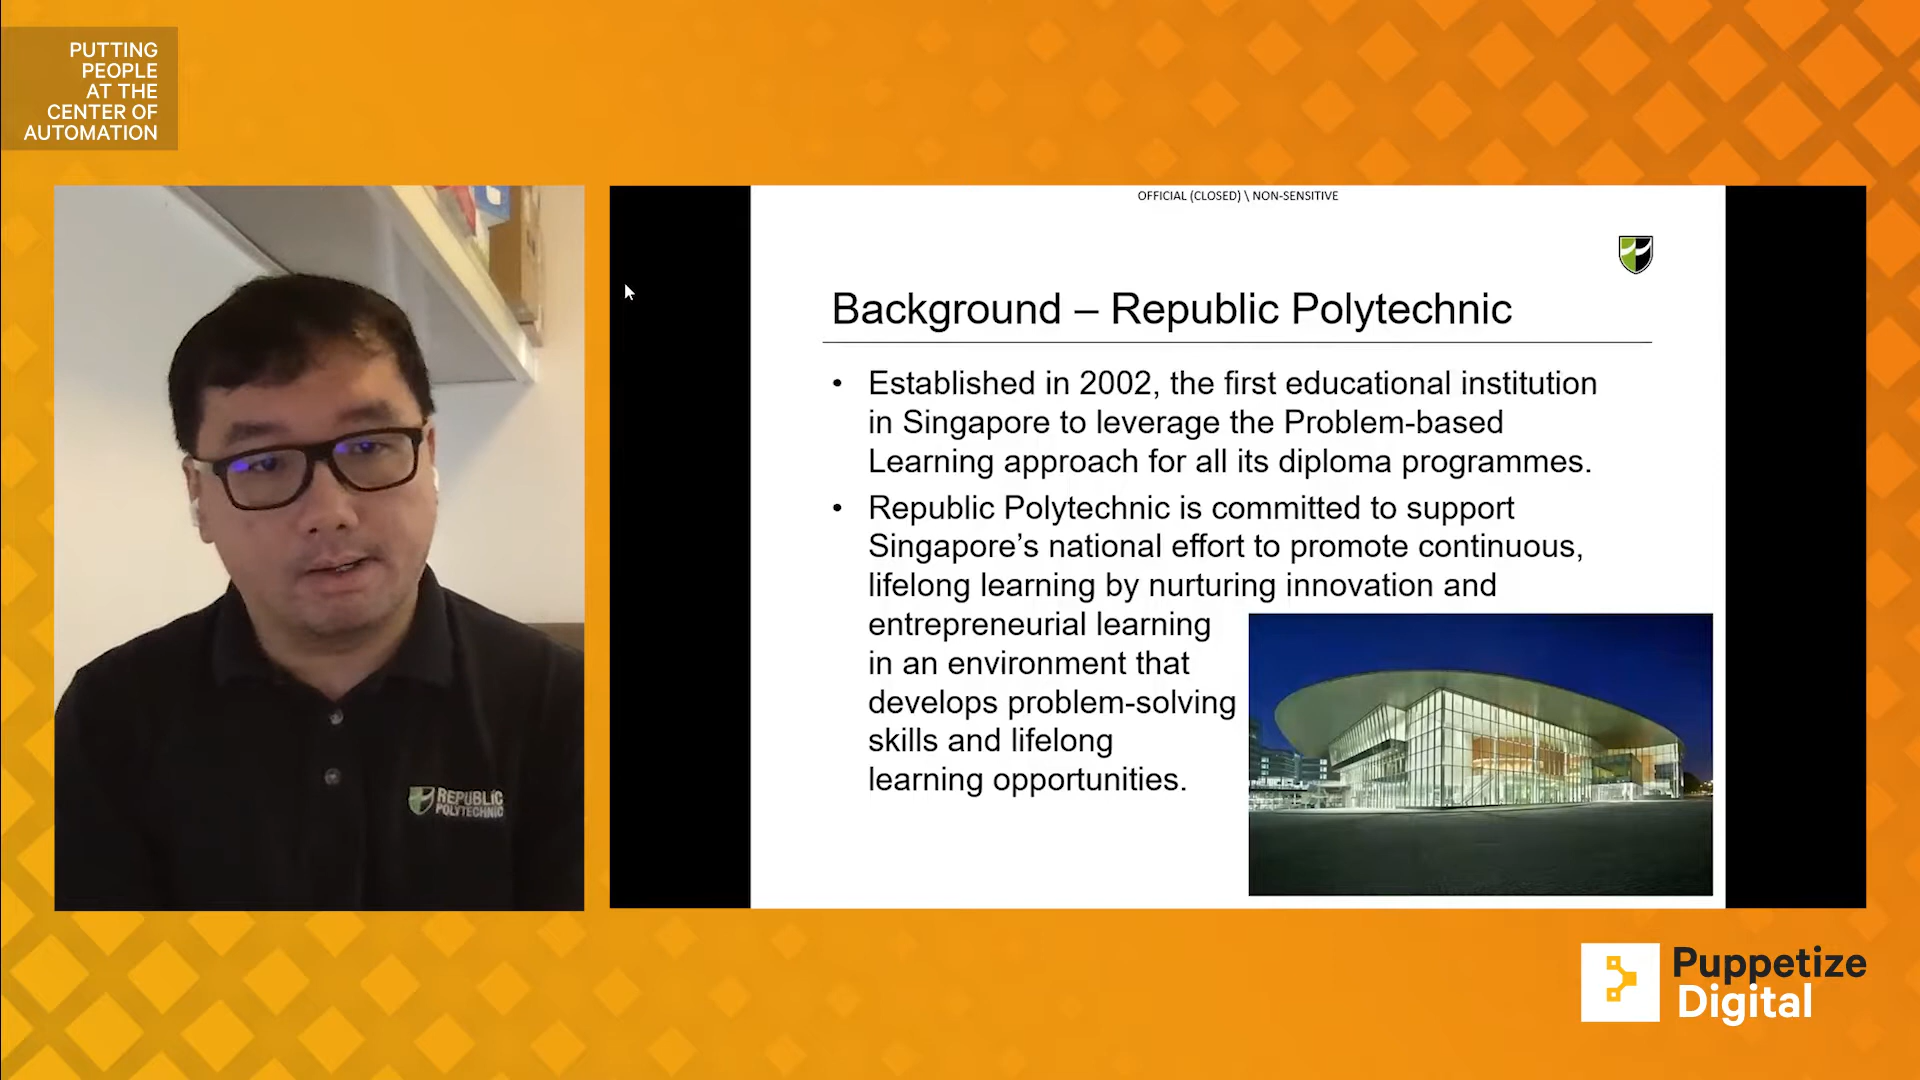 PUTTING
PEOPLE
AT THE
CENTER OF
AUTOMATION
REPUBLIC
POLYTECHNIC
OFFICIAL (CLOSED) \ NON-SENSITIVE
Background – Republic Polytechnic
• Established in 2002, the first educational institution
in Singapore to leverage the Problem-based
Learning approach for all its diploma programmes.
• Republic Polytechnic is committed to support
Singapore’s national effort to promote continuous,
lifelong learning by nurturing innovation and
entrepreneurial learning
in an environment that
develops problem-solving
skills and lifelong
learning opportunities.
Puppetize
Digital